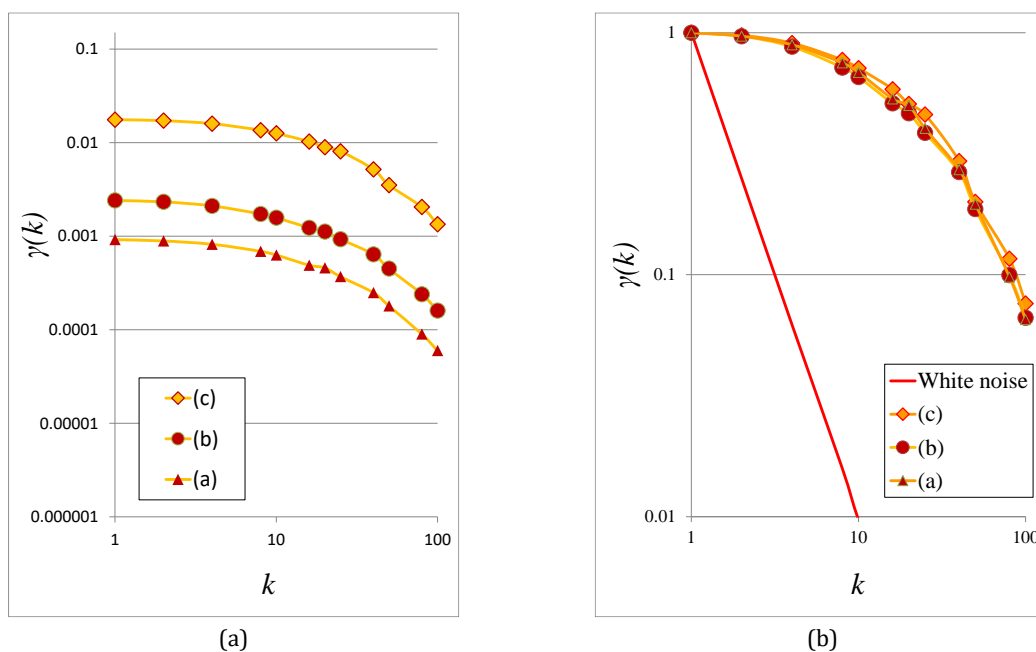 0.1
0.01
0.001
0.0001
0.00001
0.000001
γ(k)
(c)
(b)
(a)
1 10 100
k
(a)
1
0.1
0.01
γ(k)
White noise
(c)
(b)
(a)
1 10 100
k
(b)